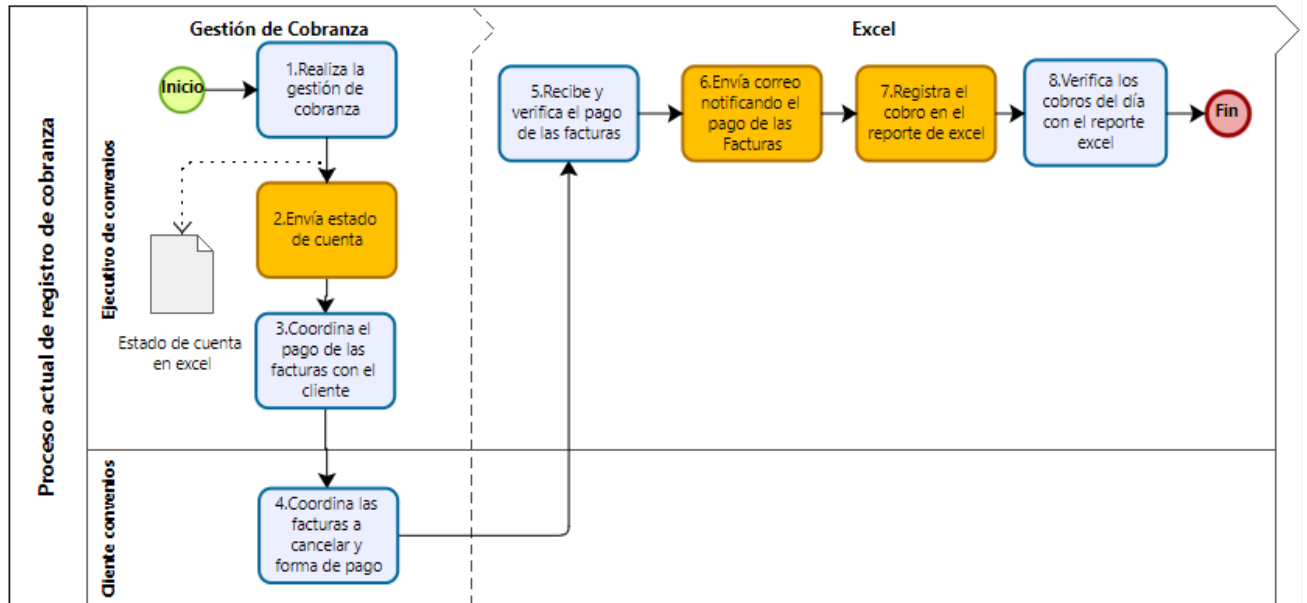 Proceso actual de registro de cobranza
Gestión de Cobranza
Excel
Ejecutivo de convenios
Inicio
1.Realiza la
gestión de
cobranza
2.Envía estado
de cuenta
Estado de cuenta
en excel
3.Coordina el
pago de las
facturas con el
cliente
Cliente convenios
4.Coordina las
facturas a
cancelar y
forma de pago
5.Recibe y
verifica el pago
de las facturas
6.Envía correo
notificando el
pago de las
Facturas
7.Registra el
cobro en el
reporte de excel
8.Verifica los
cobros del día
con el reporte
excel
Fin